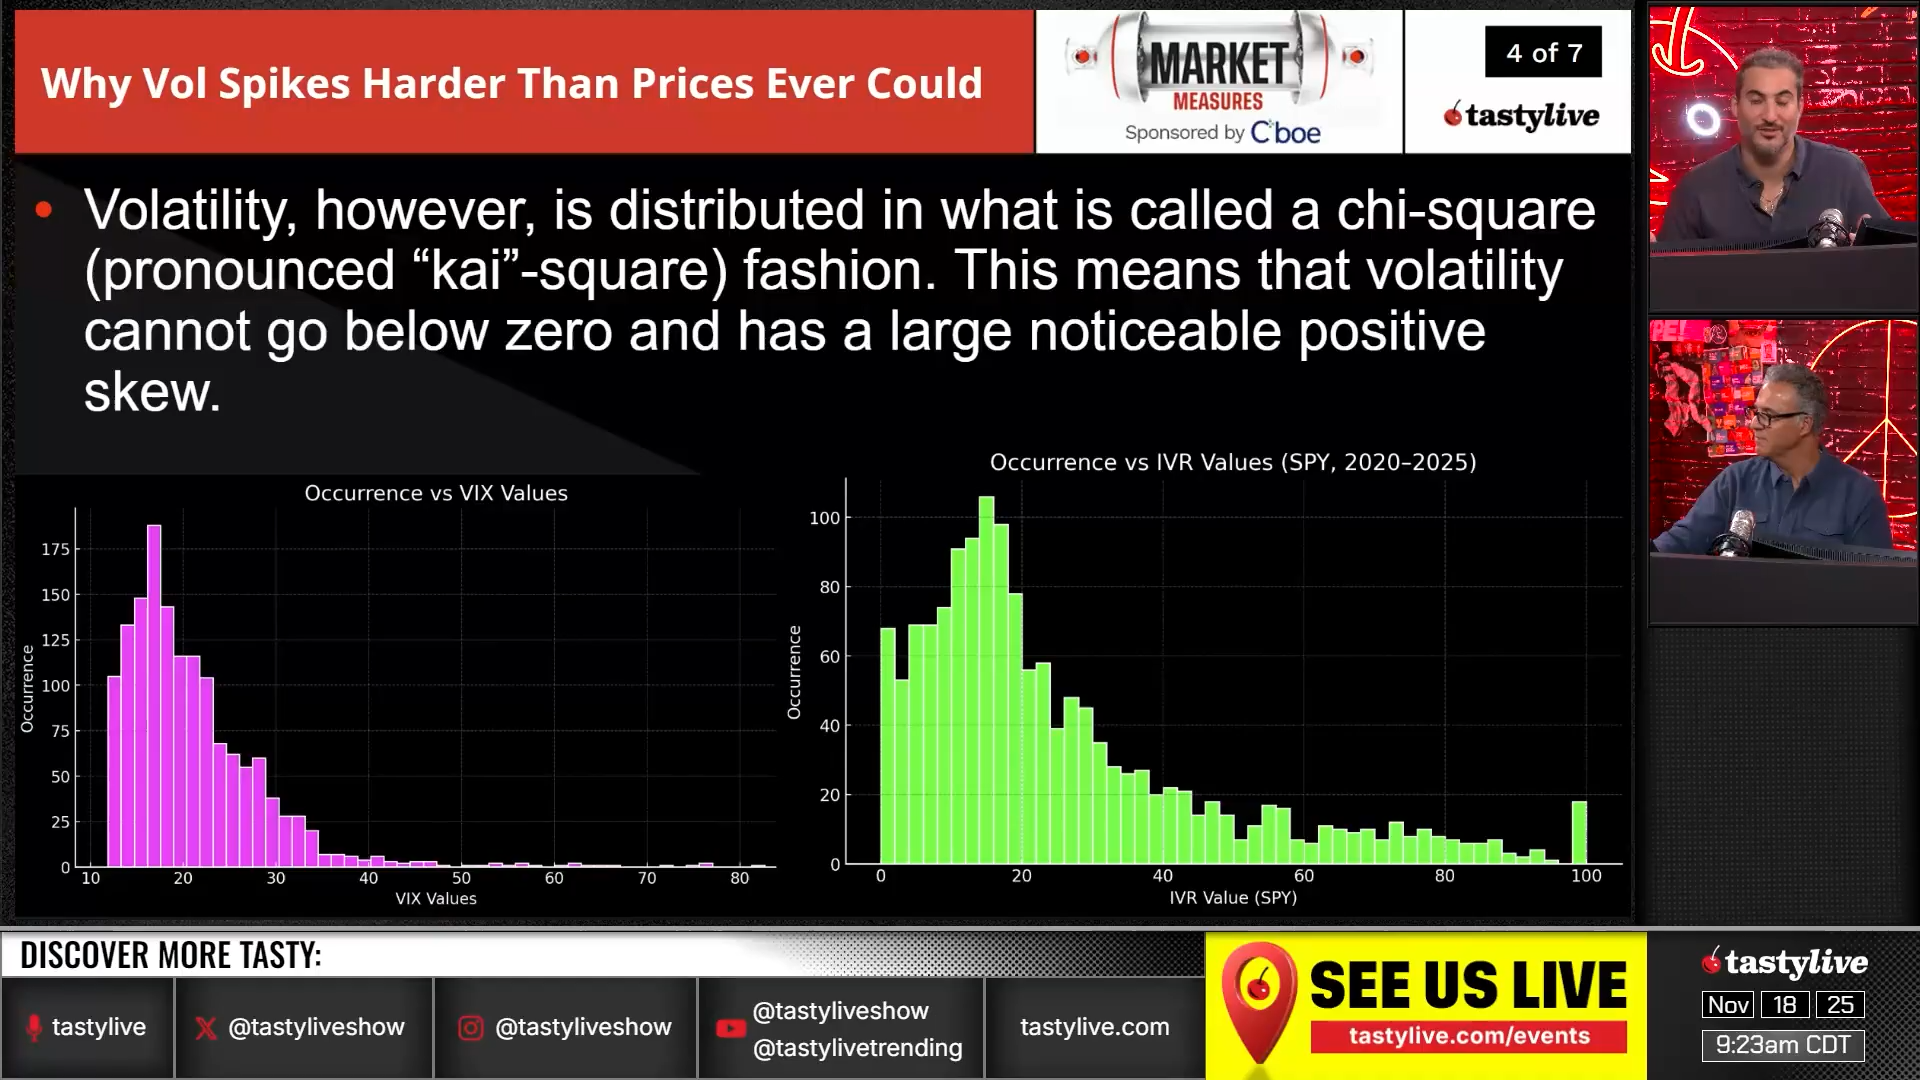 Why Vol Spikes Harder Than Prices Ever Could
MARKET
MEASURES
Sponsored by Cboe
4 of 7
tastylive
• Volatility, however, is distributed in what is called a chi-square
(pronounced “kai”-square) fashion. This means that volatility
cannot go below zero and has a large noticeable positive
skew.
Occurrence vs VIX Values
175
150
125
100
75
50
25
0
Occurrence
10 20 30 40 50 60 70 80
VIX Values
Occurrence vs IVR Values (SPY, 2020–2025)
100
80
60
40
20
0
Occurrence
0 20 40 60 80 100
IVR Value (SPY)
DISCOVER MORE TASTY:
tastylive
@tastyliveshow
@tastyliveshow
@tastyliveshow
@tastylivetrending
tastylive.com
SEE US LIVE
tastylive.com/events
tastylive
Nov 18 25
9:23am CDT